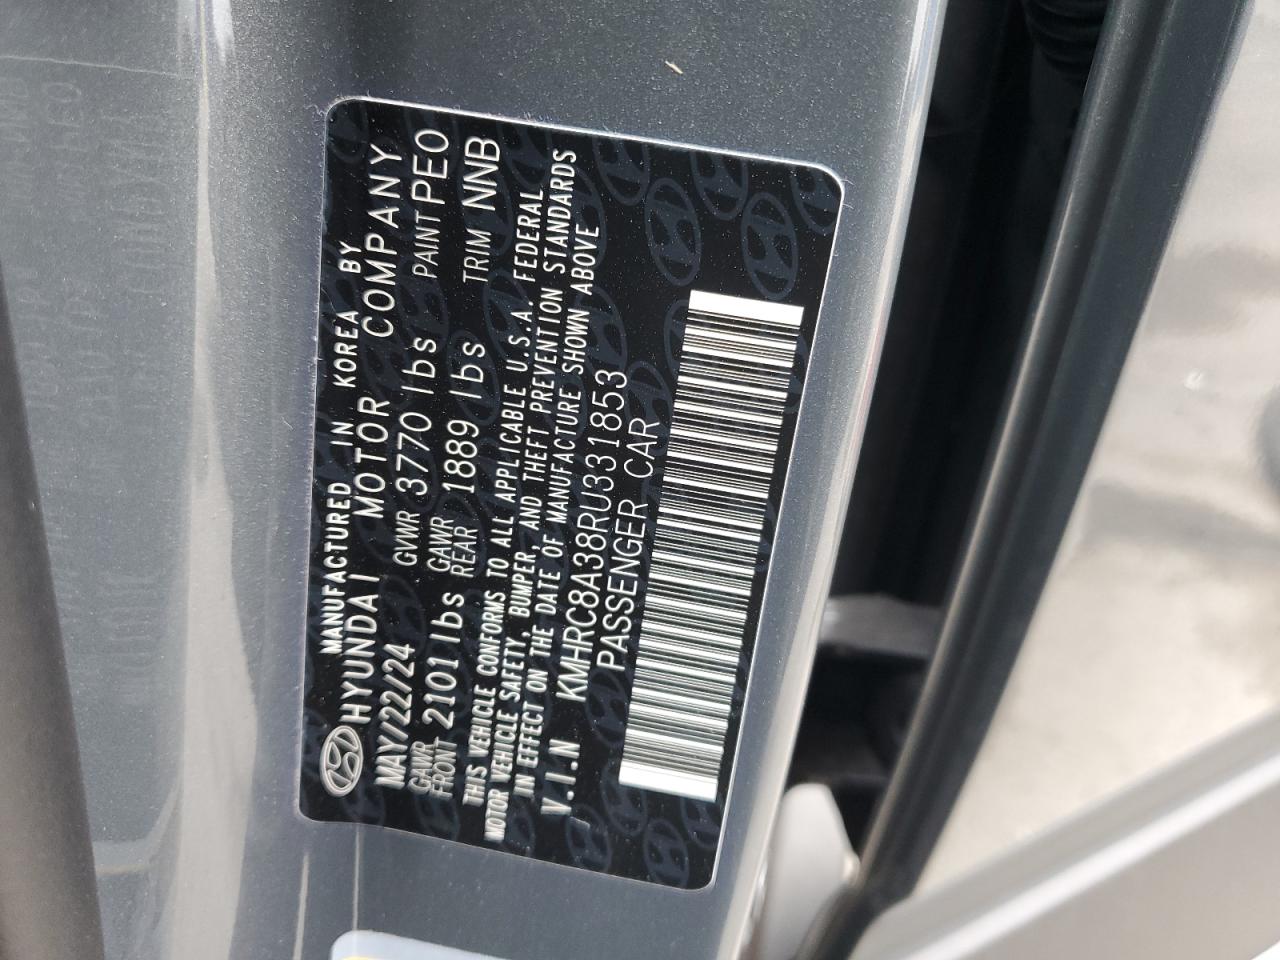 MANUFACTURED IN KOREA BY
HYUNDAI MOTOR COMPANY
MAY/22/24 GVWR 3770 lbs PAINT PEO
GAWR FRONT 2101 lbs GAWR REAR 1889 lbs TRIM NNB
THIS VEHICLE CONFORMS TO ALL APPLICABLE U.S.A. FEDERAL
MOTOR VEHICLE SAFETY, BUMPER, AND THEFT PREVENTION STANDARDS
IN EFFECT ON THE DATE OF MANUFACTURE SHOWN ABOVE
V.I.N KMHRC8A38RU331853
PASSENGER CAR